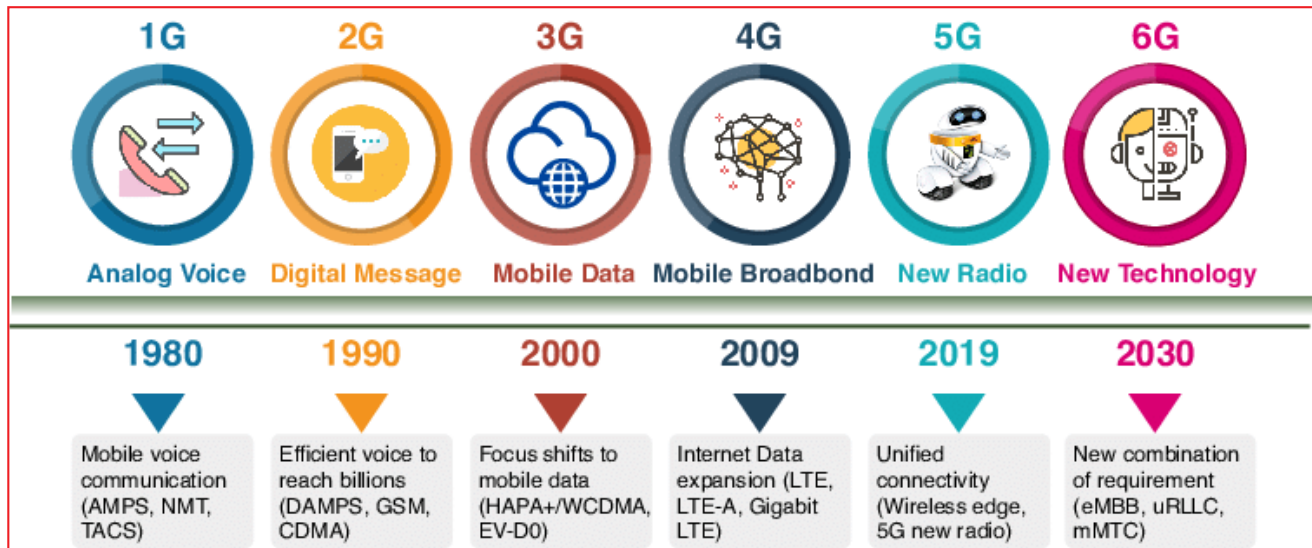 1G
2G
3G
4G
5G
6G
Analog Voice
Digital Message
Mobile Data
Mobile Broadbond
New Radio
New Technology
1980
1990
2000
2009
2019
2030
Mobile voice
communication
(AMPS, NMT,
TACS)
Efficient voice to
reach billions
(DAMPS, GSM,
CDMA)
Focus shifts to
mobile data
(HAPA+/WCDMA,
EV-D0)
Internet Data
expansion (LTE,
LTE-A, Gigabit
LTE)
Unified
connectivity
(Wireless edge,
5G new radio)
New combination
of requirement
(eMBB, uRLLC,
mMTC)